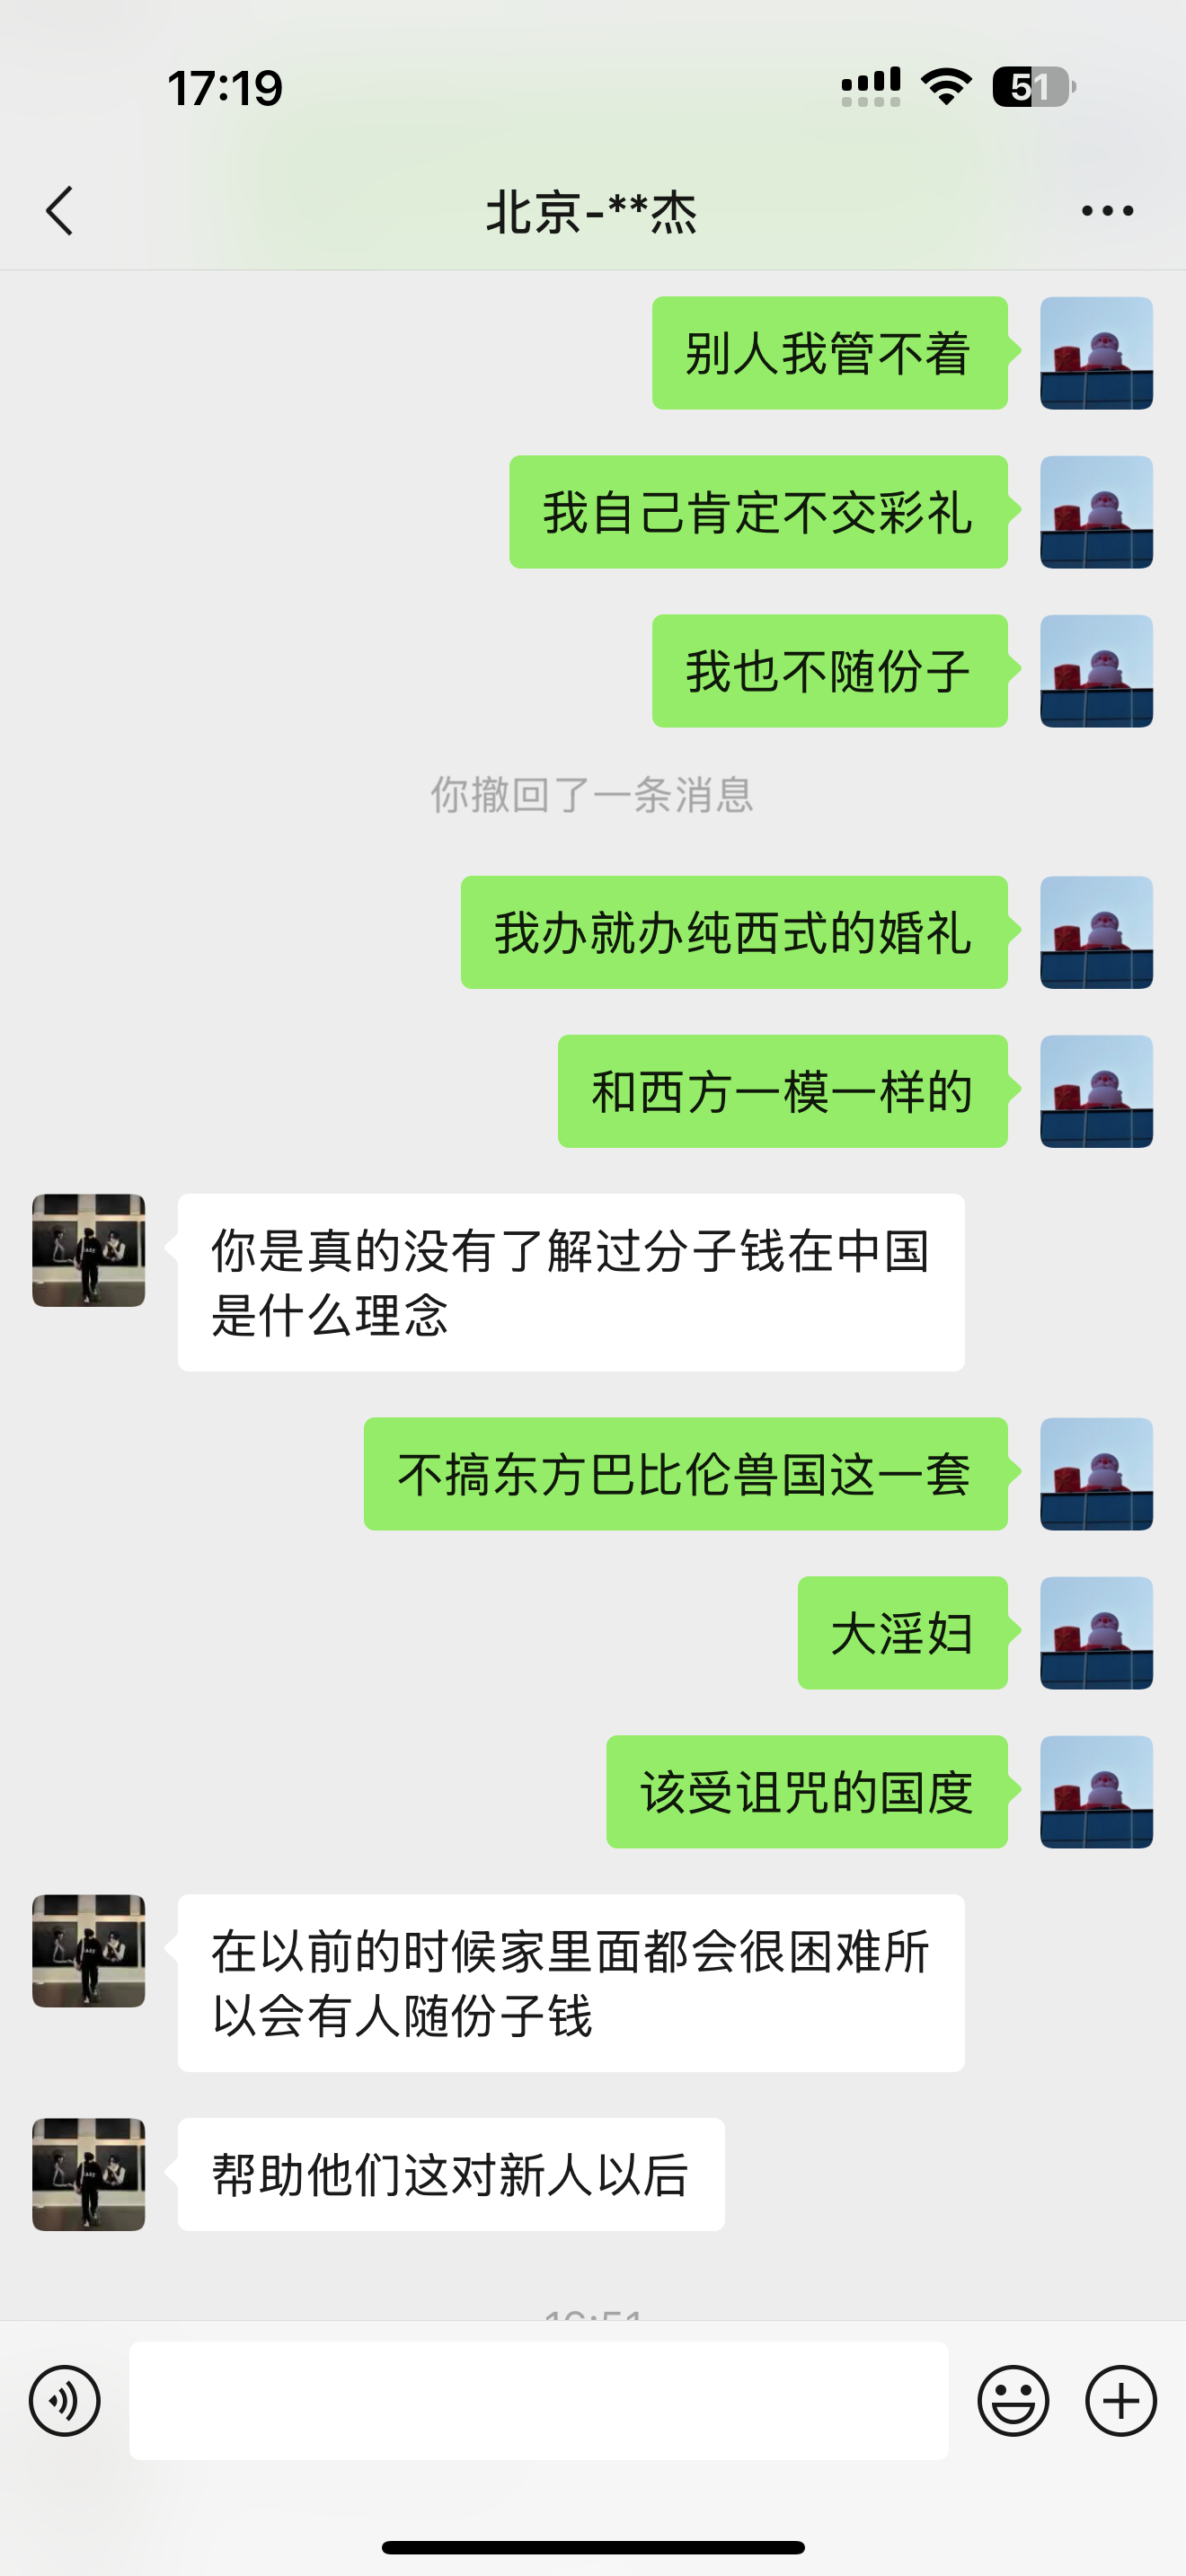 17:19
51
北京-**杰
别人我管不着
我自己肯定不交彩礼
我也不随份子
你撤回了一条消息
我办就办纯西式的婚礼
和西方一模一样的
你是真的没有了解过分子钱在中国
是什么理念
不搞东方巴比伦兽国这一套
大淫妇
该受诅咒的国度
在以前的时候家里面都会很困难所
以会有人随份子钱
帮助他们这对新人以后